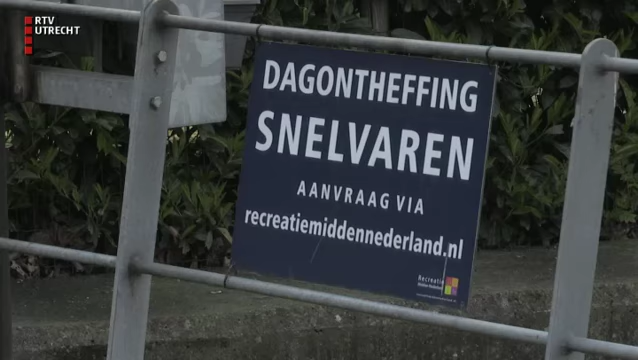 RTV
UTRECHT
DAGONTHEFFING
SNELVAREN
AANVRAAG VIA
recreatiemiddennederland.nl
Recreatie